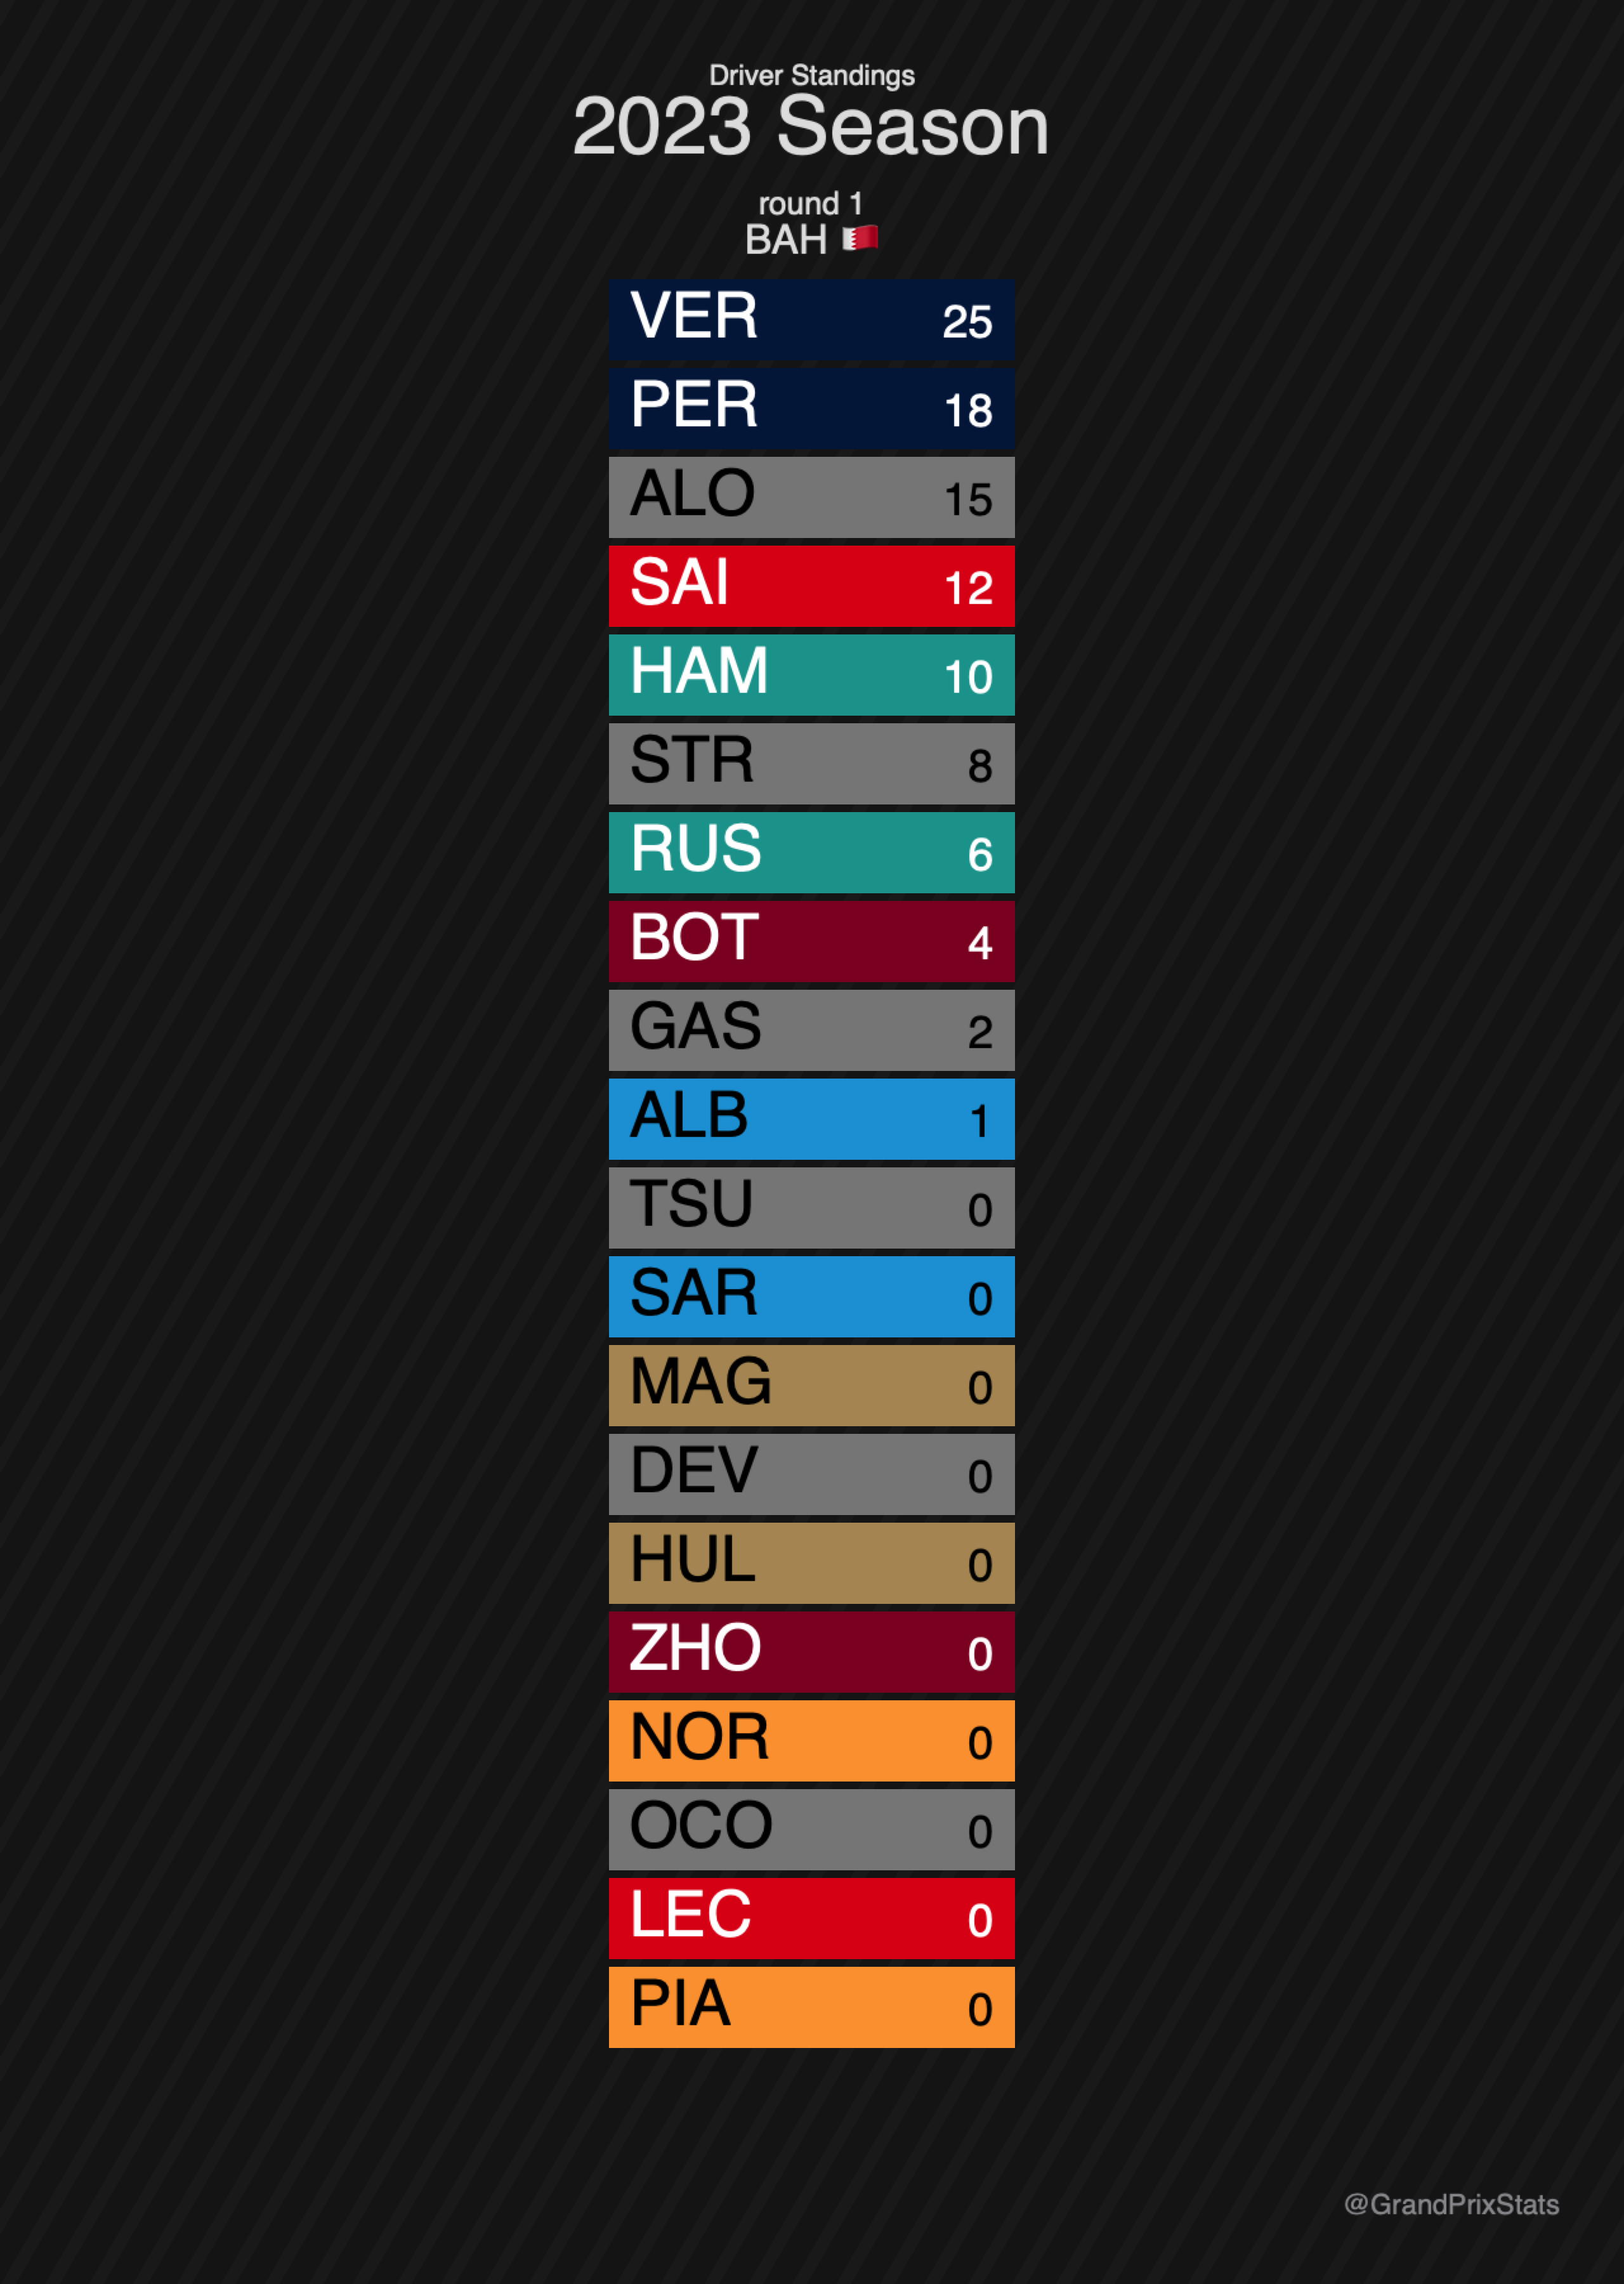 Driver Standings
2023 Season
round 1
BAH 🇧🇭
VER 25
PER 18
ALO 15
SAI 12
HAM 10
STR 8
RUS 6
BOT 4
GAS 2
ALB 1
TSU 0
SAR 0
MAG 0
DEV 0
HUL 0
ZHO 0
NOR 0
OCO 0
LEC 0
PIA 0
@GrandPrixStats